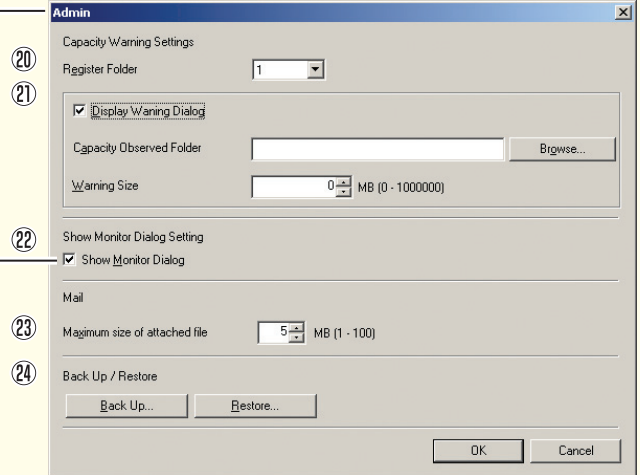 Admin
Capacity Warning Settings
⑳ Register Folder 1
㉑ Display Waning Dialog
Capacity Observed Folder Browse...
Warning Size 0 MB (0 - 1000000)
㉒ Show Monitor Dialog Setting
Show Monitor Dialog
Mail
㉓ Maximum size of attached file 5 MB (1 - 100)
㉔ Back Up / Restore
Back Up... Restore...
OK Cancel